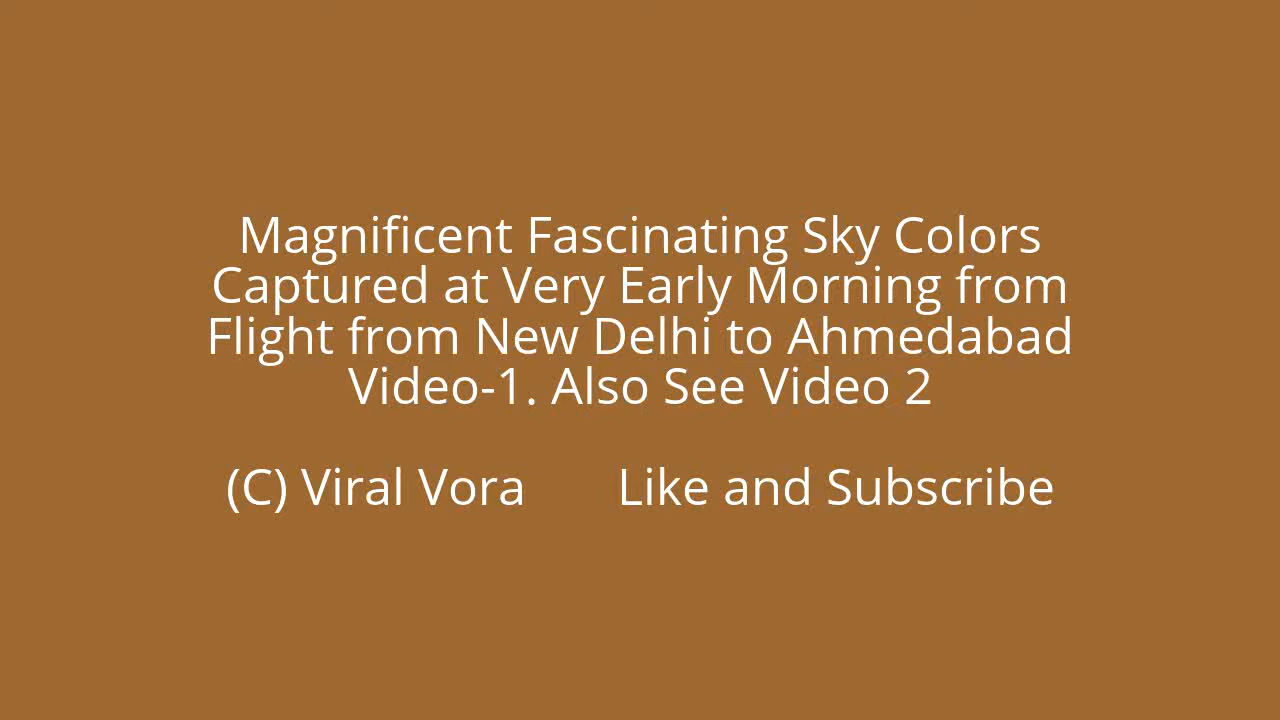 Magnificent Fascinating Sky Colors
Captured at Very Early Morning from
Flight from New Delhi to Ahmedabad
Video-1. Also See Video 2
(C) Viral Vora Like and Subscribe